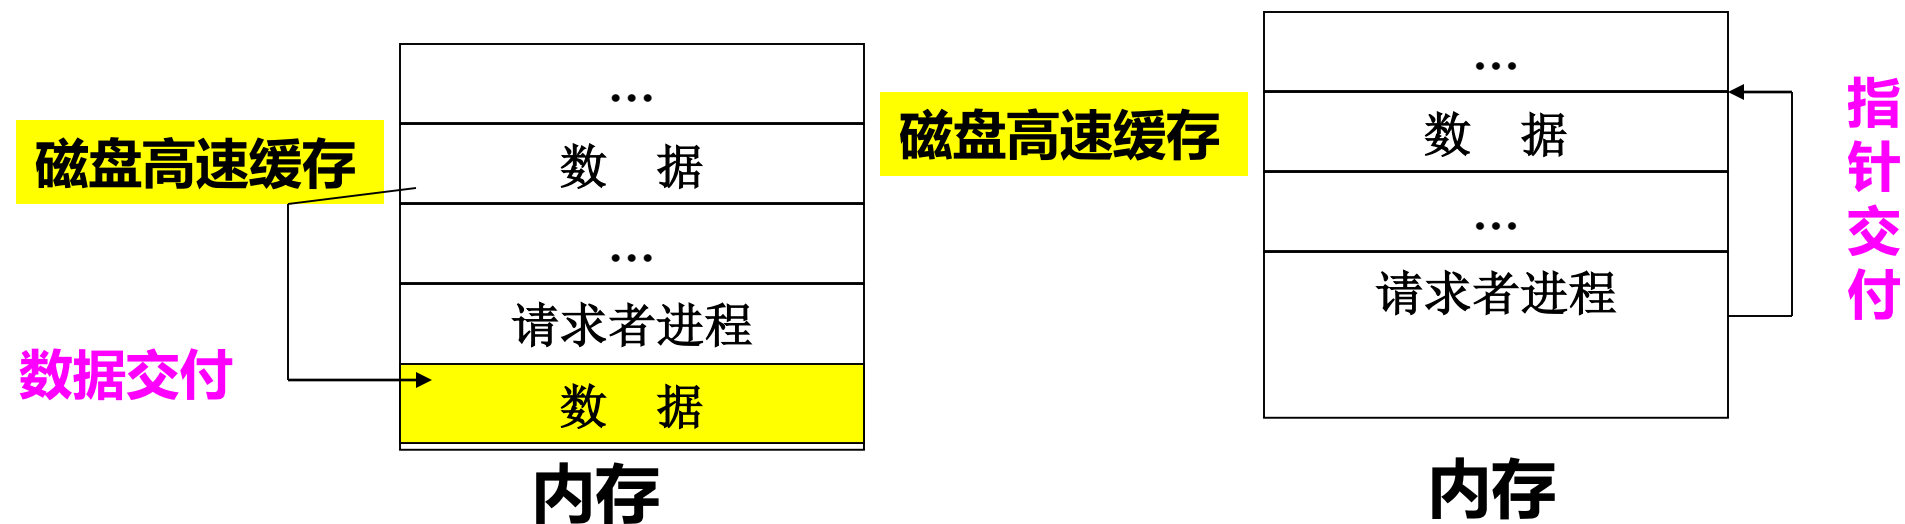 …
磁盘高速缓存
数 据
…
请求者进程
数据交付
数 据
内存
…
磁盘高速缓存
数 据
…
请求者进程
指针交付
内存